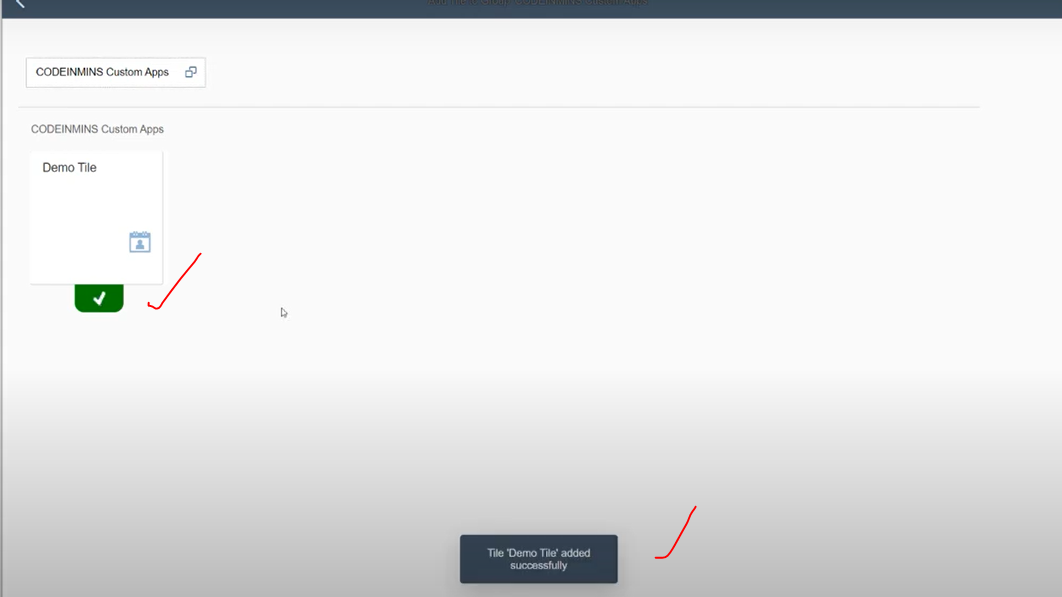 CODEINMINS Custom Apps
CODEINMINS Custom Apps
Demo Tile
Tile 'Demo Tile' added
successfully